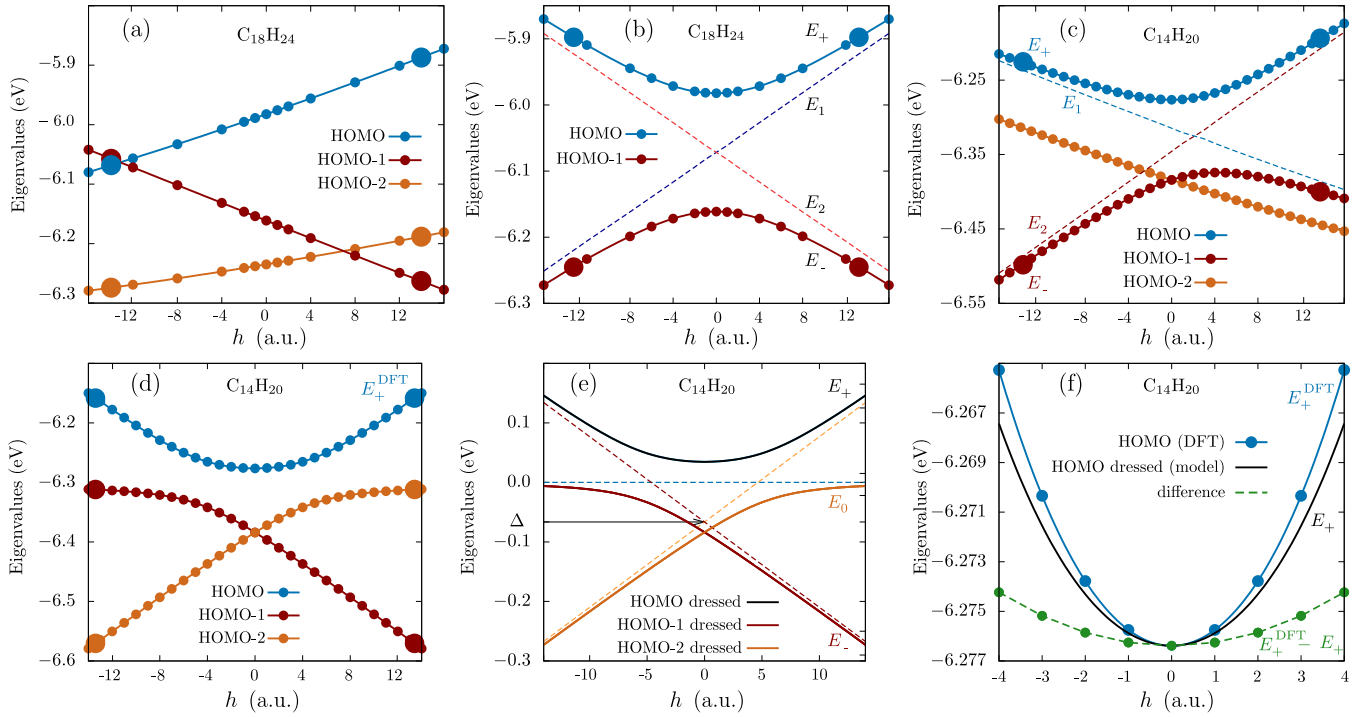 (a)
C18H24
Eigenvalues (eV)
−5.9
−6.0
−6.1
−6.2
−6.3
HOMO
HOMO-1
HOMO-2
-12 -8 -4 0 4 8 12
h (a.u.)
(b)
C18H24
E+
Eigenvalues (eV)
−5.9
−6.0
−6.1
−6.2
−6.3
E1
HOMO
HOMO-1
E2
E-
-12 -8 -4 0 4 8 12
h (a.u.)
(c)
C14H20
E+
E1
Eigenvalues (eV)
−6.25
−6.35
−6.45
−6.55
E2
E-
HOMO
HOMO-1
HOMO-2
-12 -8 -4 0 4 8 12
h (a.u.)
(d)
C14H20
E+DFT
Eigenvalues (eV)
−6.2
−6.3
−6.4
−6.5
−6.6
HOMO
HOMO-1
HOMO-2
-12 -8 -4 0 4 8 12
h (a.u.)
(e)
C14H20
E+
Eigenvalues (eV)
0.1
0.0
−0.1
−0.2
−0.3
E0
Δ
HOMO dressed
HOMO-1 dressed
HOMO-2 dressed
E-
-10 -5 0 5 10
h (a.u.)
(f)
C14H20
E+DFT
Eigenvalues (eV)
−6.267
−6.269
−6.271
−6.273
−6.275
−6.277
HOMO (DFT)
HOMO dressed (model)
difference
E+
E+DFT − E+
-4 -3 -2 -1 0 1 2 3 4
h (a.u.)